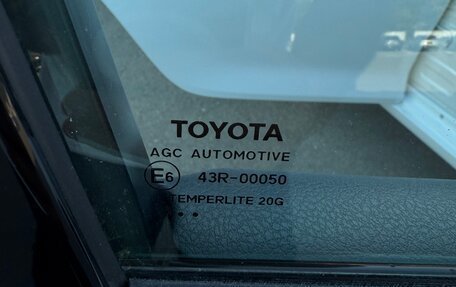 TOYOTA
AGC AUTOMOTIVE
E6 43R-00050
TEMPERLITE 20G